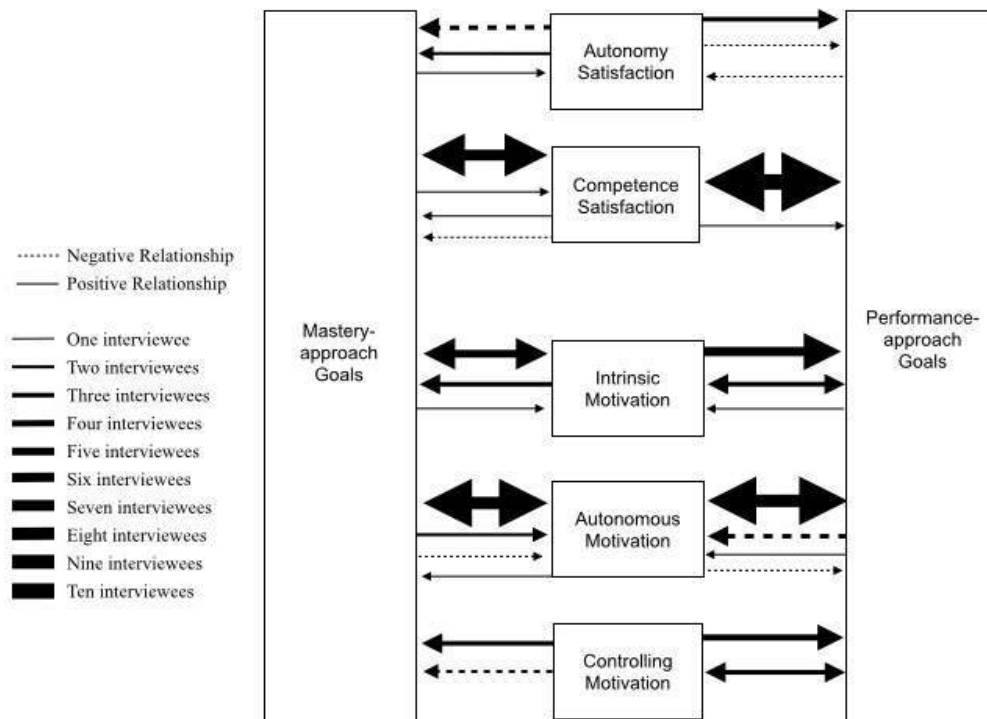 Autonomy
Satisfaction
Competence
Satisfaction
Negative Relationship
Positive Relationship
One interviewee
Two interviewees
Three interviewees
Four interviewees
Five interviewees
Six interviewees
Seven interviewees
Eight interviewees
Nine interviewees
Ten interviewees
Mastery-
approach
Goals
Intrinsic
Motivation
Performance-
approach
Goals
Autonomous
Motivation
Controlling
Motivation